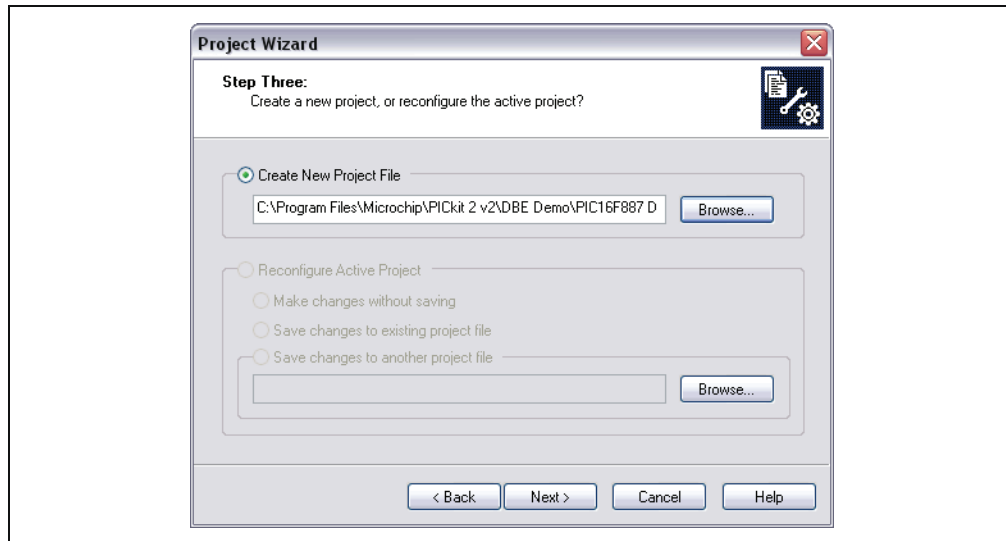 Project Wizard
Step Three:
Create a new project, or reconfigure the active project?
Create New Project File
C:\Program Files\Microchip\PICkit 2 v2\DBE Demo\PIC16F887 D
Browse...
Reconfigure Active Project
Make changes without saving
Save changes to existing project file
Save changes to another project file
Browse...
< Back Next > Cancel Help